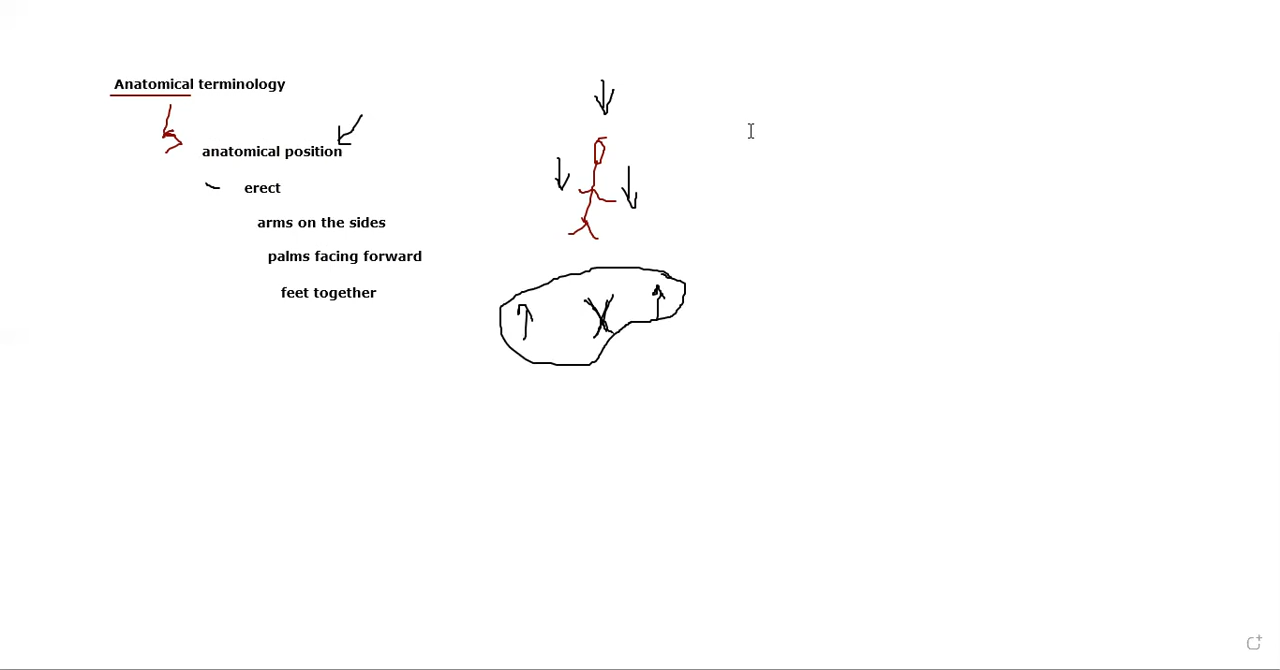 Anatomical terminology
anatomical position
erect
arms on the sides
palms facing forward
feet together